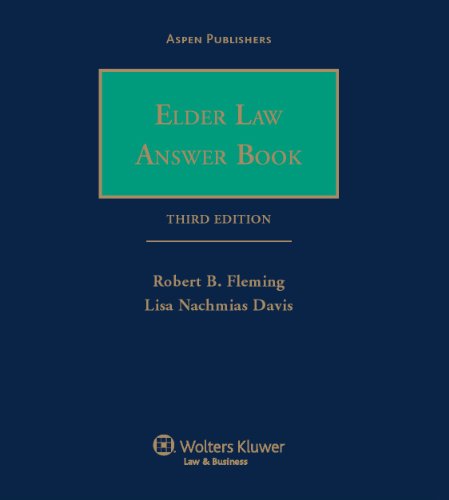 Aspen Publishers
Elder Law
Answer Book
THIRD EDITION
Robert B. Fleming
Lisa Nachmias Davis
Wolters Kluwer
Law & Business